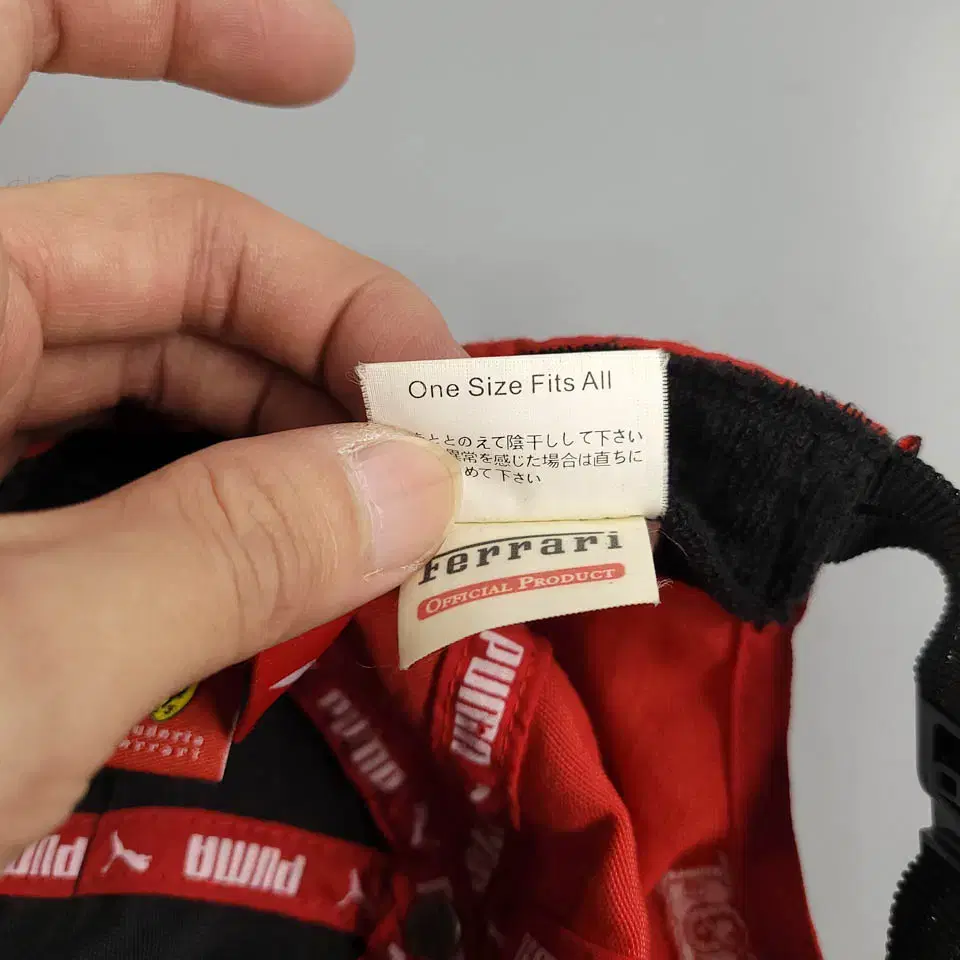 One Size Fits All
ととのえて陰干しして下さい
異常を感じた場合は直ちに
めて下さい
Ferrari
OFFICIAL PRODUCT
PUMA
PUMA
Ferrari
PUMA
PUMA